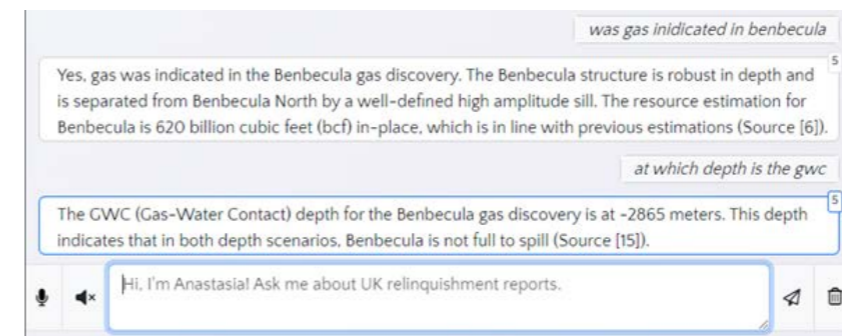 was gas inidicated in benbecula
5
Yes, gas was indicated in the Benbecula gas discovery. The Benbecula structure is robust in depth and
is separated from Benbecula North by a well-defined high amplitude sill. The resource estimation for
Benbecula is 620 billion cubic feet (bcf) in-place, which is in line with previous estimations (Source [6]).
at which depth is the gwc
5
The GWC (Gas-Water Contact) depth for the Benbecula gas discovery is at -2865 meters. This depth
indicates that in both depth scenarios, Benbecula is not full to spill (Source [15]).
Hi, I'm Anastasia! Ask me about UK relinquishment reports.